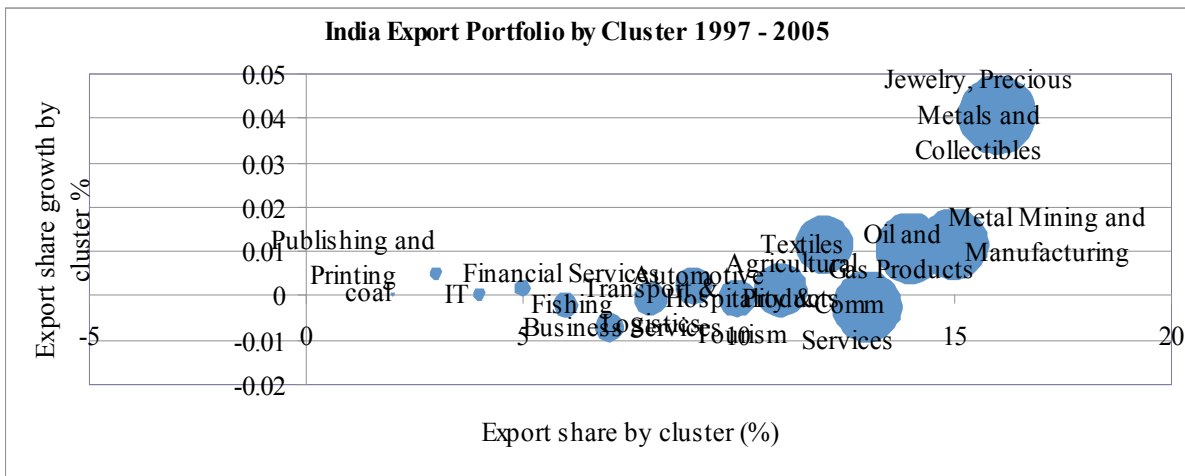 India Export Portfolio by Cluster 1997 - 2005
Export share growth by
cluster %
0.05
0.04
0.03
0.02
0.01
0
-0.01
-0.02
-5
5
10
15
20
Jewelry, Precious
Metals and
Collectibles
Metal Mining and
Manufacturing
Oil and
Gas Products
Textiles
Agricultural
Products
Comm
Services
Hospitality &
Tourism
Automotive
Transport &
Logistics
Business Services
Fishing
Financial Services
IT
Publishing and
Printing
coal
Export share by cluster (%)